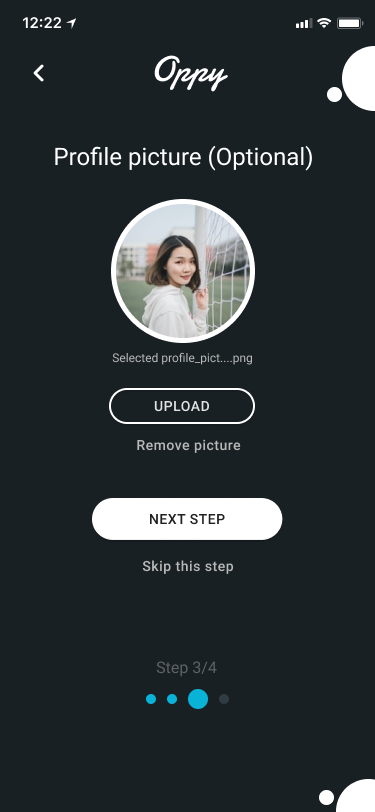 12:22
Oppy
Profile picture (Optional)
Selected profile_pict....png
UPLOAD
Remove picture
NEXT STEP
Skip this step
Step 3/4